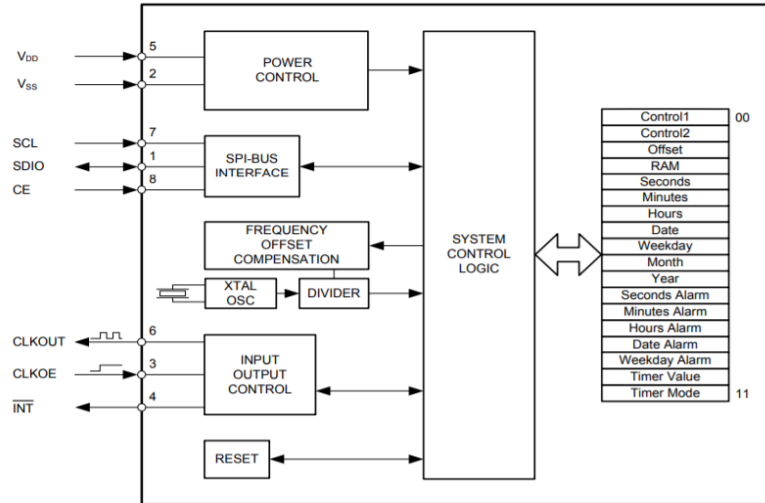 V_DD
5
POWER
CONTROL
V_SS
2
SCL
7
SDIO
1
SPI-BUS
INTERFACE
CE
8
FREQUENCY
OFFSET
COMPENSATION
XTAL
OSC
DIVIDER
CLKOUT
6
CLKOE
3
INPUT
OUTPUT
CONTROL
INT
4
RESET
SYSTEM
CONTROL
LOGIC
Control1
00
Control2
Offset
RAM
Seconds
Minutes
Hours
Date
Weekday
Month
Year
Seconds Alarm
Minutes Alarm
Hours Alarm
Date Alarm
Weekday Alarm
Timer Value
Timer Mode
11